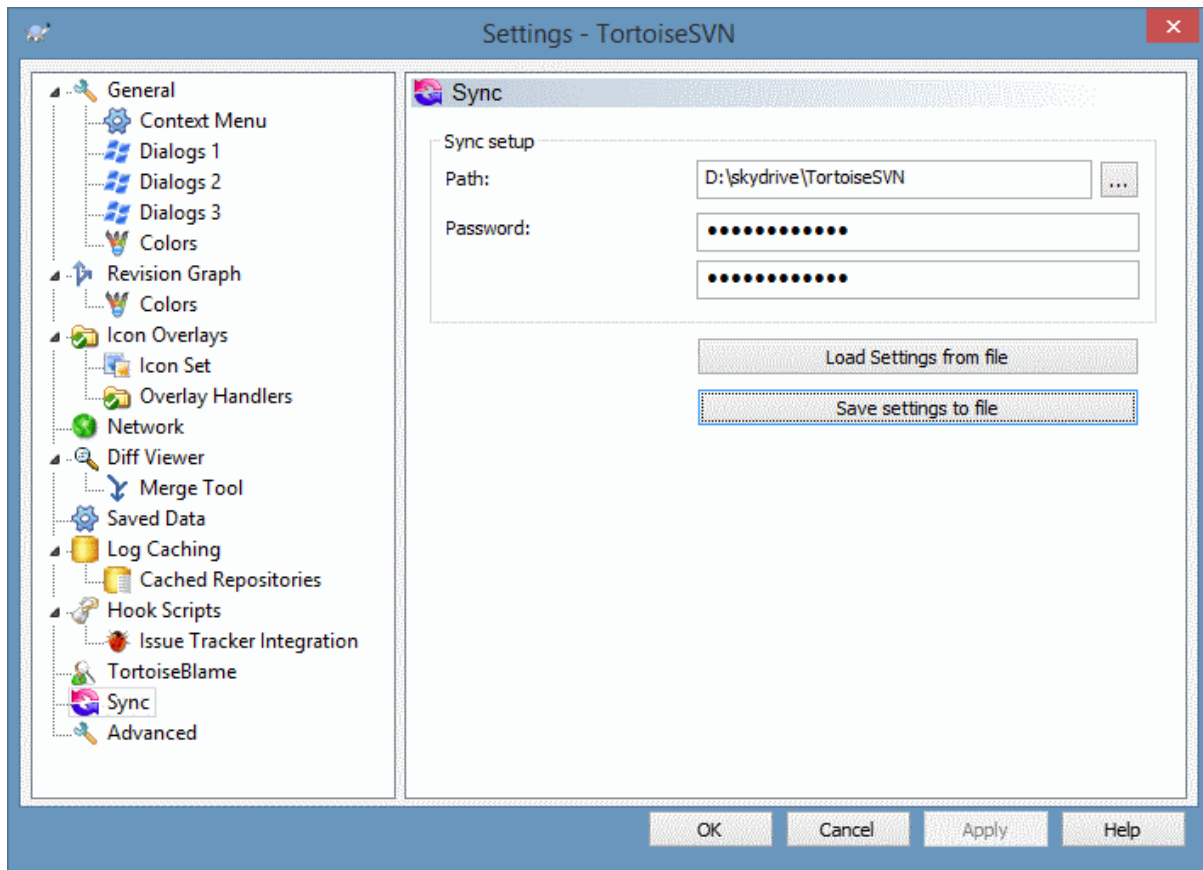 Settings - TortoiseSVN
General
Context Menu
Dialogs 1
Dialogs 2
Dialogs 3
Colors
Revision Graph
Colors
Icon Overlays
Icon Set
Overlay Handlers
Network
Diff Viewer
Merge Tool
Saved Data
Log Caching
Cached Repositories
Hook Scripts
Issue Tracker Integration
TortoiseBlame
Sync
Advanced
Sync
Sync setup
Path: D:\skydrive\TortoiseSVN ...
Password: ●●●●●●●●●●●●
●●●●●●●●●●●●
Load Settings from file
Save settings to file
OK Cancel Apply Help